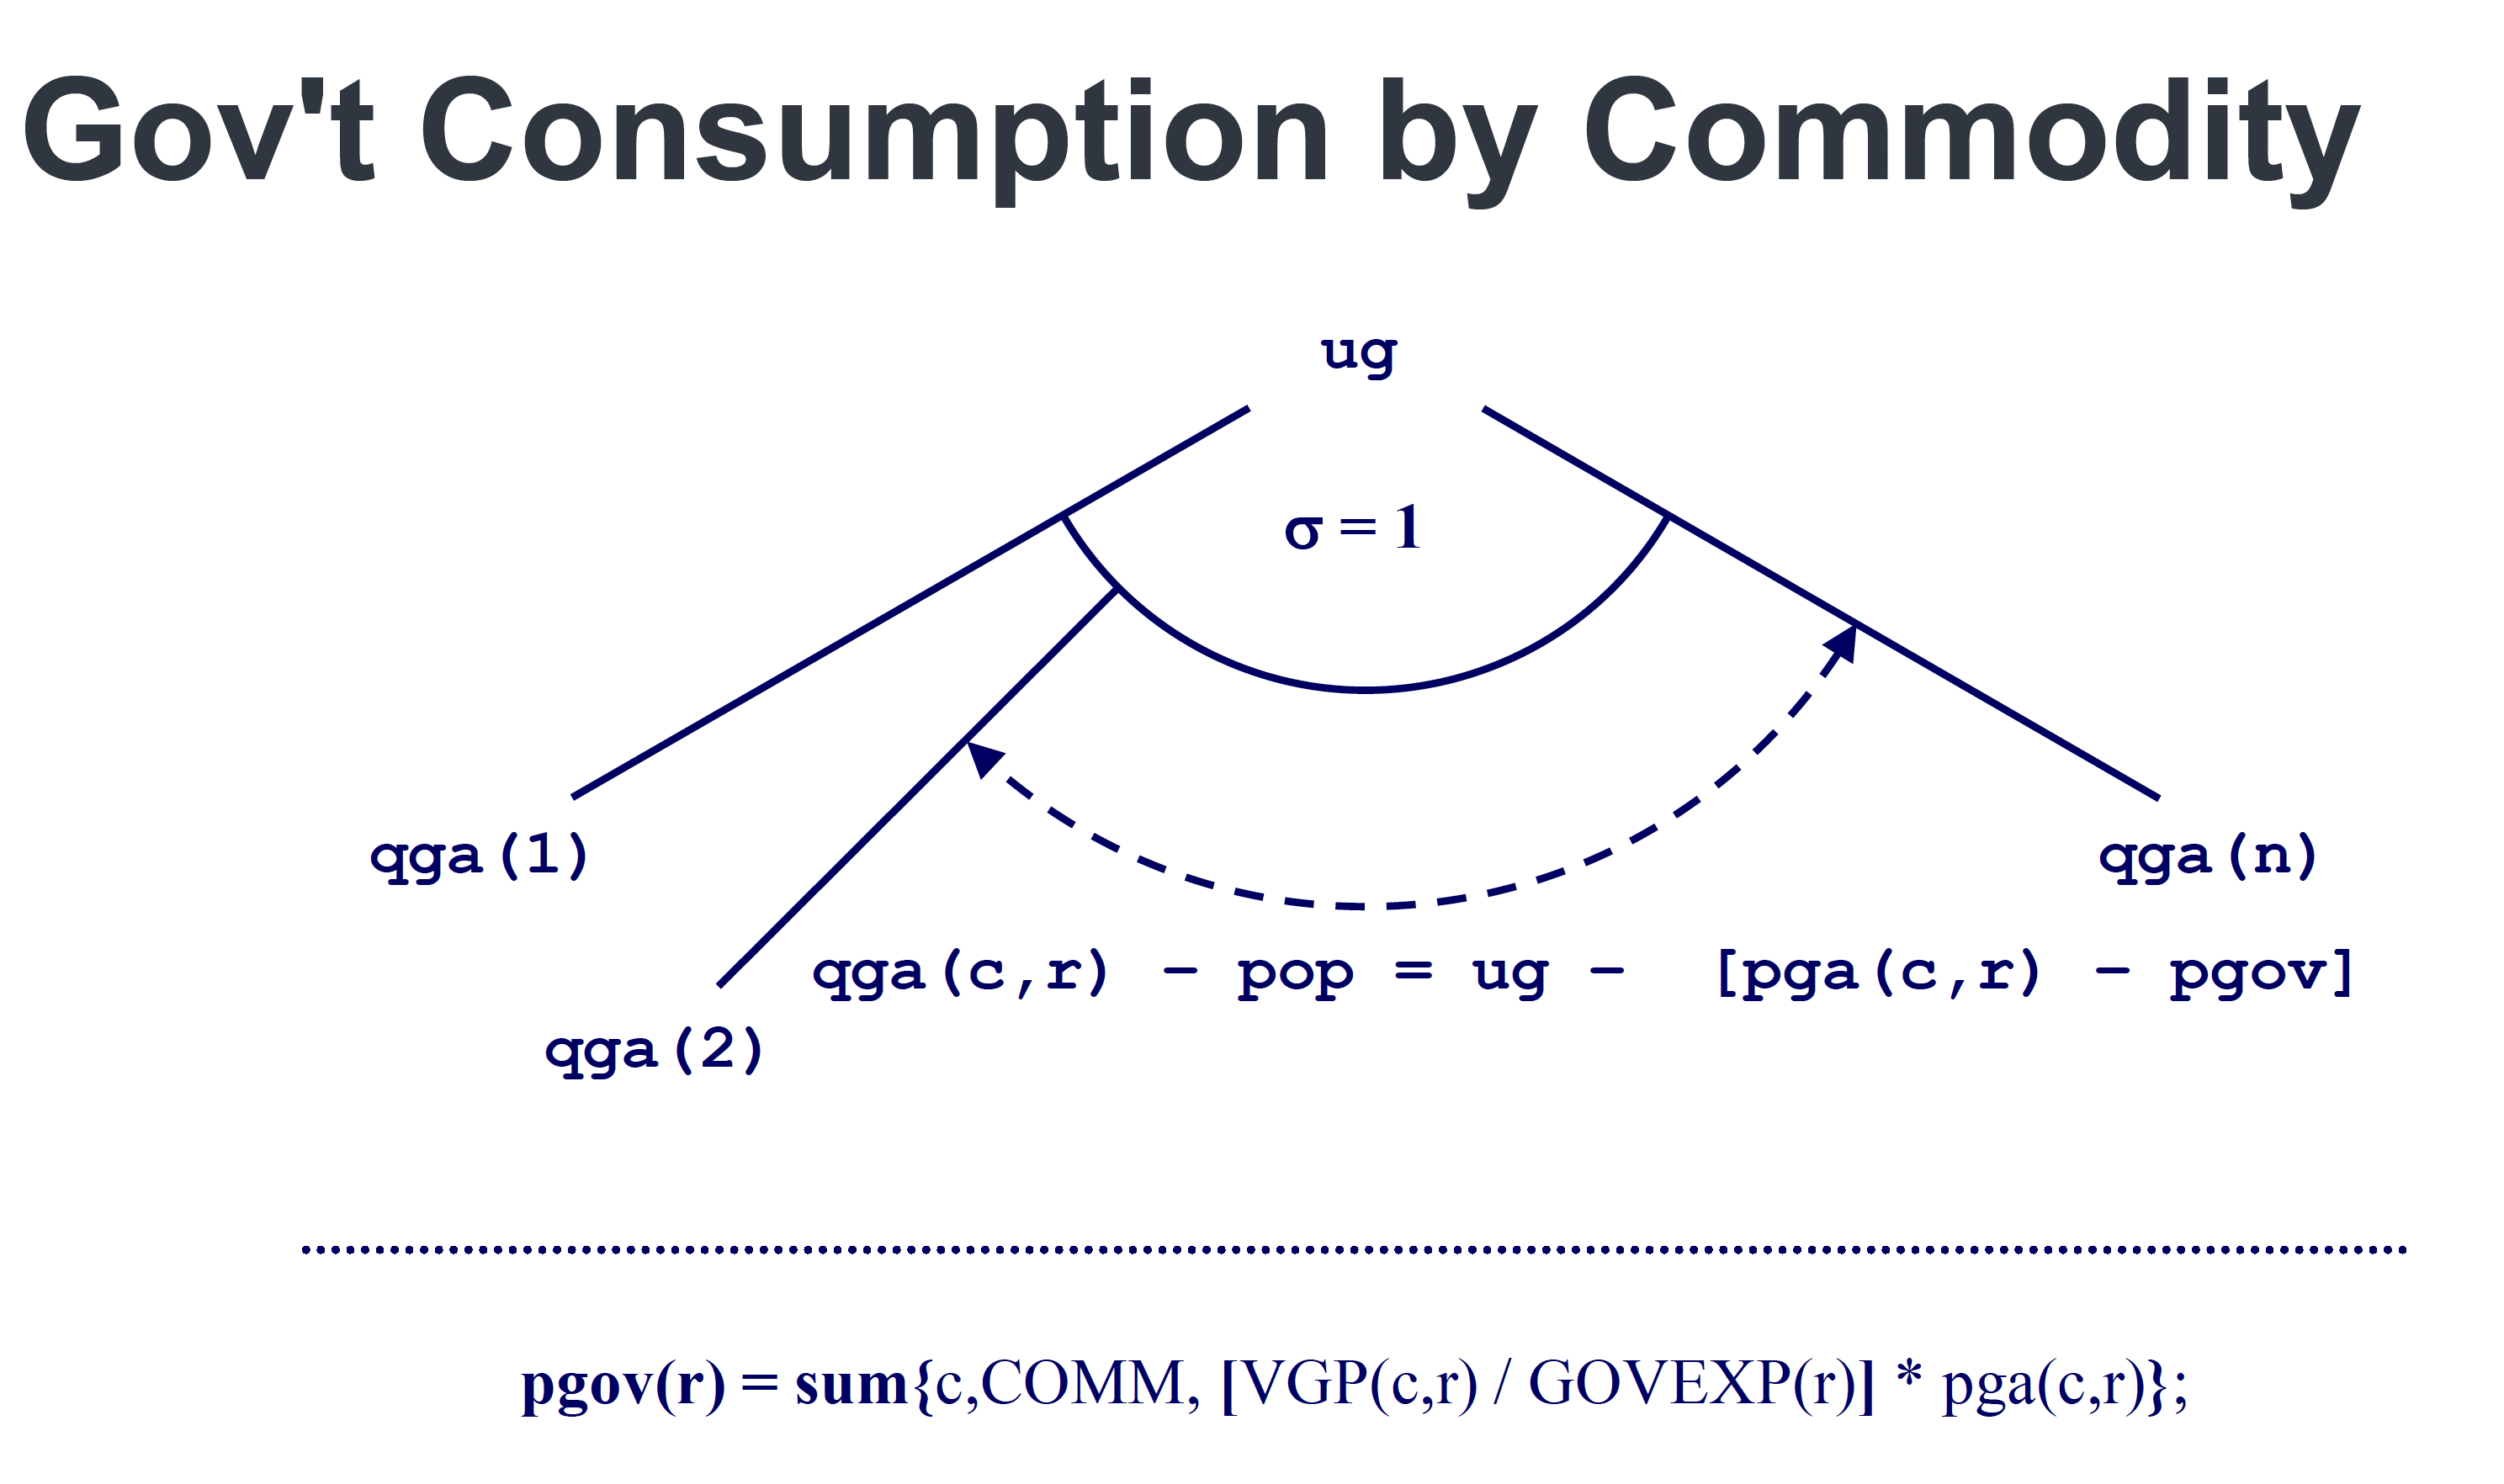 Gov't Consumption by Commodity
ug
σ = 1
qga(1)
qga(n)
qga(c,r) - pop = ug - [pga(c,r) - pgov]
qga(2)
pgov(r) = sum{c,COMM, [VGP(c,r) / GOVEXP(r)] * pga(c,r)};